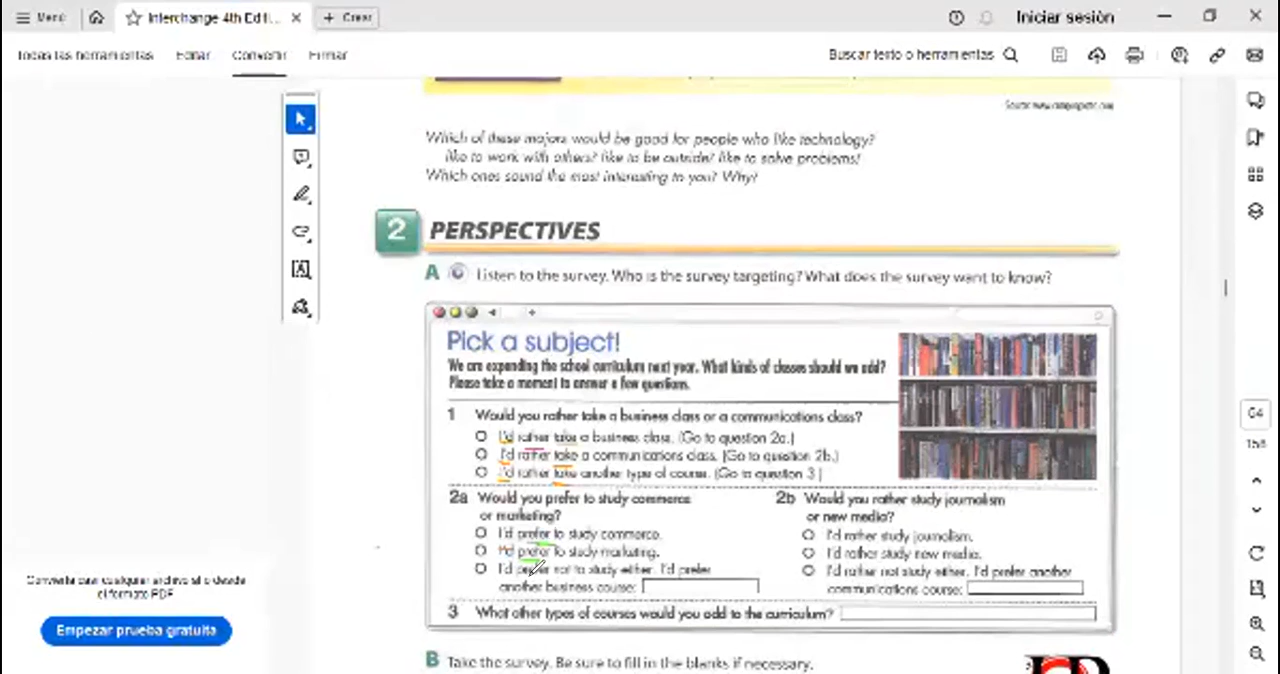 Menú
Interchange 4th Edi...
+ Crear
Iniciar sesión
Todas las herramientas
Editar
Convertir
Firmar
Buscar texto o herramientas
Which of these majors would be good for people who like technology?
like to work with others? like to be outside? like to solve problems?
Which ones sound the most interesting to you? Why?
2 PERSPECTIVES
A Listen to the survey. Who is the survey targeting? What does the survey want to know?
Pick a subject!
We are expanding the school curriculum next year. What kinds of classes should we add?
Please take a moment to answer a few questions.
1 Would you rather take a business class or a communications class?
I'd rather take a business class. (Go to question 2a.)
I'd rather take a communications class. (Go to question 2b.)
I'd rather take another type of course. (Go to question 3.)
2a Would you prefer to study commerce
or marketing?
I'd prefer to study commerce.
I'd prefer to study marketing.
I'd prefer not to study either. I'd prefer
another business course:
2b Would you rather study journalism
or new media?
I'd rather study journalism.
I'd rather study new media.
I'd rather not study either. I'd prefer another
communications course:
3 What other types of courses would you add to the curriculum?
B Take the survey. Be sure to fill in the blanks if necessary.
64
158
Convierta casi cualquier archivo a o desde
el formato PDF
Empezar prueba gratuita